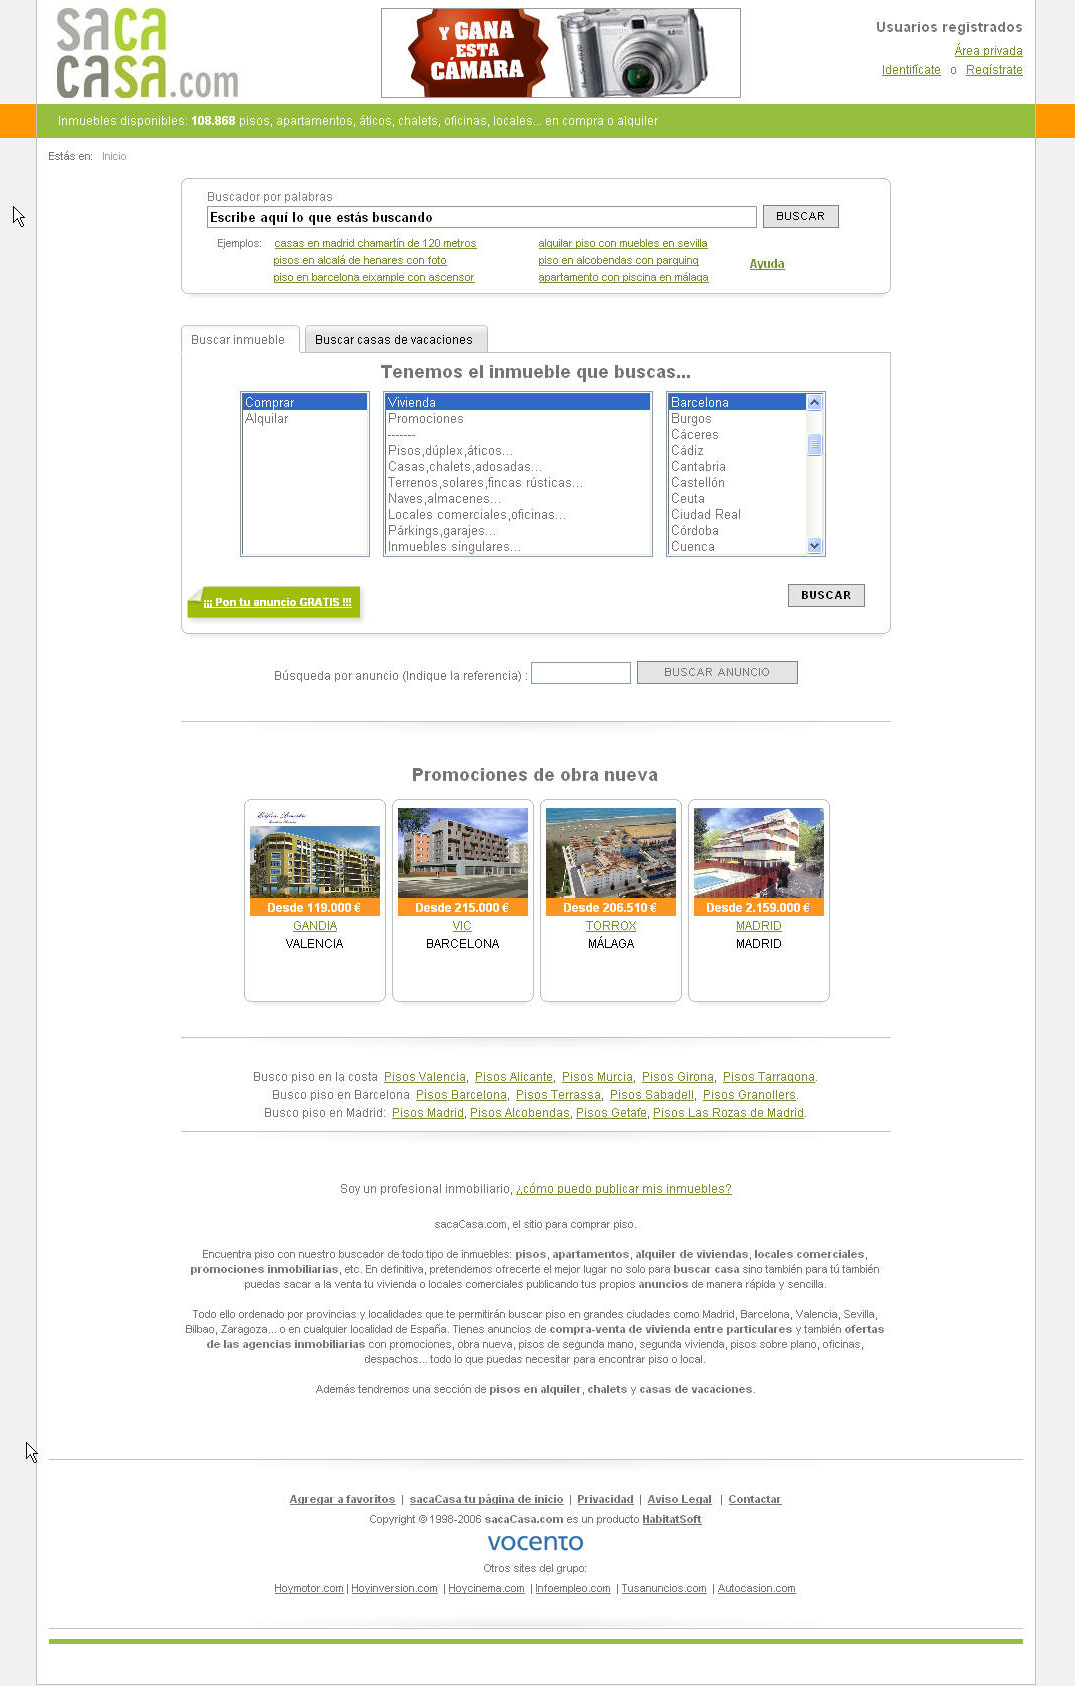 saca
casa.com
Y GANA
ESTA
CÁMARA
Usuarios registrados
Área privada
Identifícate o Regístrate
Inmuebles disponibles: 108.868 pisos, apartamentos, áticos, chalets, oficinas, locales... en compra o alquiler
Estás en: Inicio
Buscador por palabras
Escribe aquí lo que estás buscando
BUSCAR
Ejemplos: casas en madrid chamartín de 120 metros alquilar piso con muebles en sevilla
pisos en alcalá de henares con foto piso en alcobendas con parquing
Ayuda
piso en barcelona eixample con ascensor apartamento con piscina en málaga
Buscar inmueble
Buscar casas de vacaciones
Tenemos el inmueble que buscas...
Comprar
Alquilar
Vivienda
Promociones
-------
Pisos,dúplex,áticos...
Casas,chalets,adosadas...
Terrenos,solares,fincas rústicas...
Naves,almacenes...
Locales comerciales,oficinas...
Párkings,garajes...
Inmuebles singulares...
Barcelona
Burgos
Cáceres
Cádiz
Cantabria
Castellón
Ceuta
Ciudad Real
Córdoba
Cuenca
¡¡¡ Pon tu anuncio GRATIS !!!
BUSCAR
Búsqueda por anuncio (Indique la referencia) :
BUSCAR ANUNCIO
Promociones de obra nueva
Desde 119.000 €
GANDIA
VALENCIA
Desde 215.000 €
VIC
BARCELONA
Desde 206.510 €
TORROX
MÁLAGA
Desde 2.159.000 €
MADRID
MADRID
Busco piso en la costa Pisos Valencia, Pisos Alicante, Pisos Murcia, Pisos Girona, Pisos Tarragona.
Busco piso en Barcelona Pisos Barcelona, Pisos Terrassa, Pisos Sabadell, Pisos Granollers.
Busco piso en Madrid: Pisos Madrid, Pisos Alcobendas, Pisos Getafe, Pisos Las Rozas de Madrid.
Soy un profesional inmobiliario, ¿cómo puedo publicar mis inmuebles?
sacaCasa.com, el sitio para comprar piso.
Encuentra piso con nuestro buscador de todo tipo de inmuebles: pisos, apartamentos, alquiler de viviendas, locales comerciales,
promociones inmobiliarias, etc. En definitiva, pretendemos ofrecerte el mejor lugar no solo para buscar casa sino también para tú también
puedas sacar a la venta tu vivienda o locales comerciales publicando tus propios anuncios de manera rápida y sencilla.
Todo ello ordenado por provincias y localidades que te permitirán buscar piso en grandes ciudades como Madrid, Barcelona, Valencia, Sevilla,
Bilbao, Zaragoza... o en cualquier localidad de España. Tienes anuncios de compra-venta de vivienda entre particulares y también ofertas
de las agencias inmobiliarias con promociones, obra nueva, pisos de segunda mano, segunda vivienda, pisos sobre plano, oficinas,
despachos... todo lo que puedas necesitar para encontrar piso o local.
Además tendremos una sección de pisos en alquiler, chalets y casas de vacaciones.
Agregar a favoritos | sacaCasa tu página de inicio | Privacidad | Aviso Legal | Contactar
Copyright © 1998-2006 sacaCasa.com es un producto HabitatSoft
vocento
Otros sites del grupo:
Hoymotor.com | Hoyinversion.com | Hoycinema.com | Infoempleo.com | Tusanuncios.com | Autocasion.com